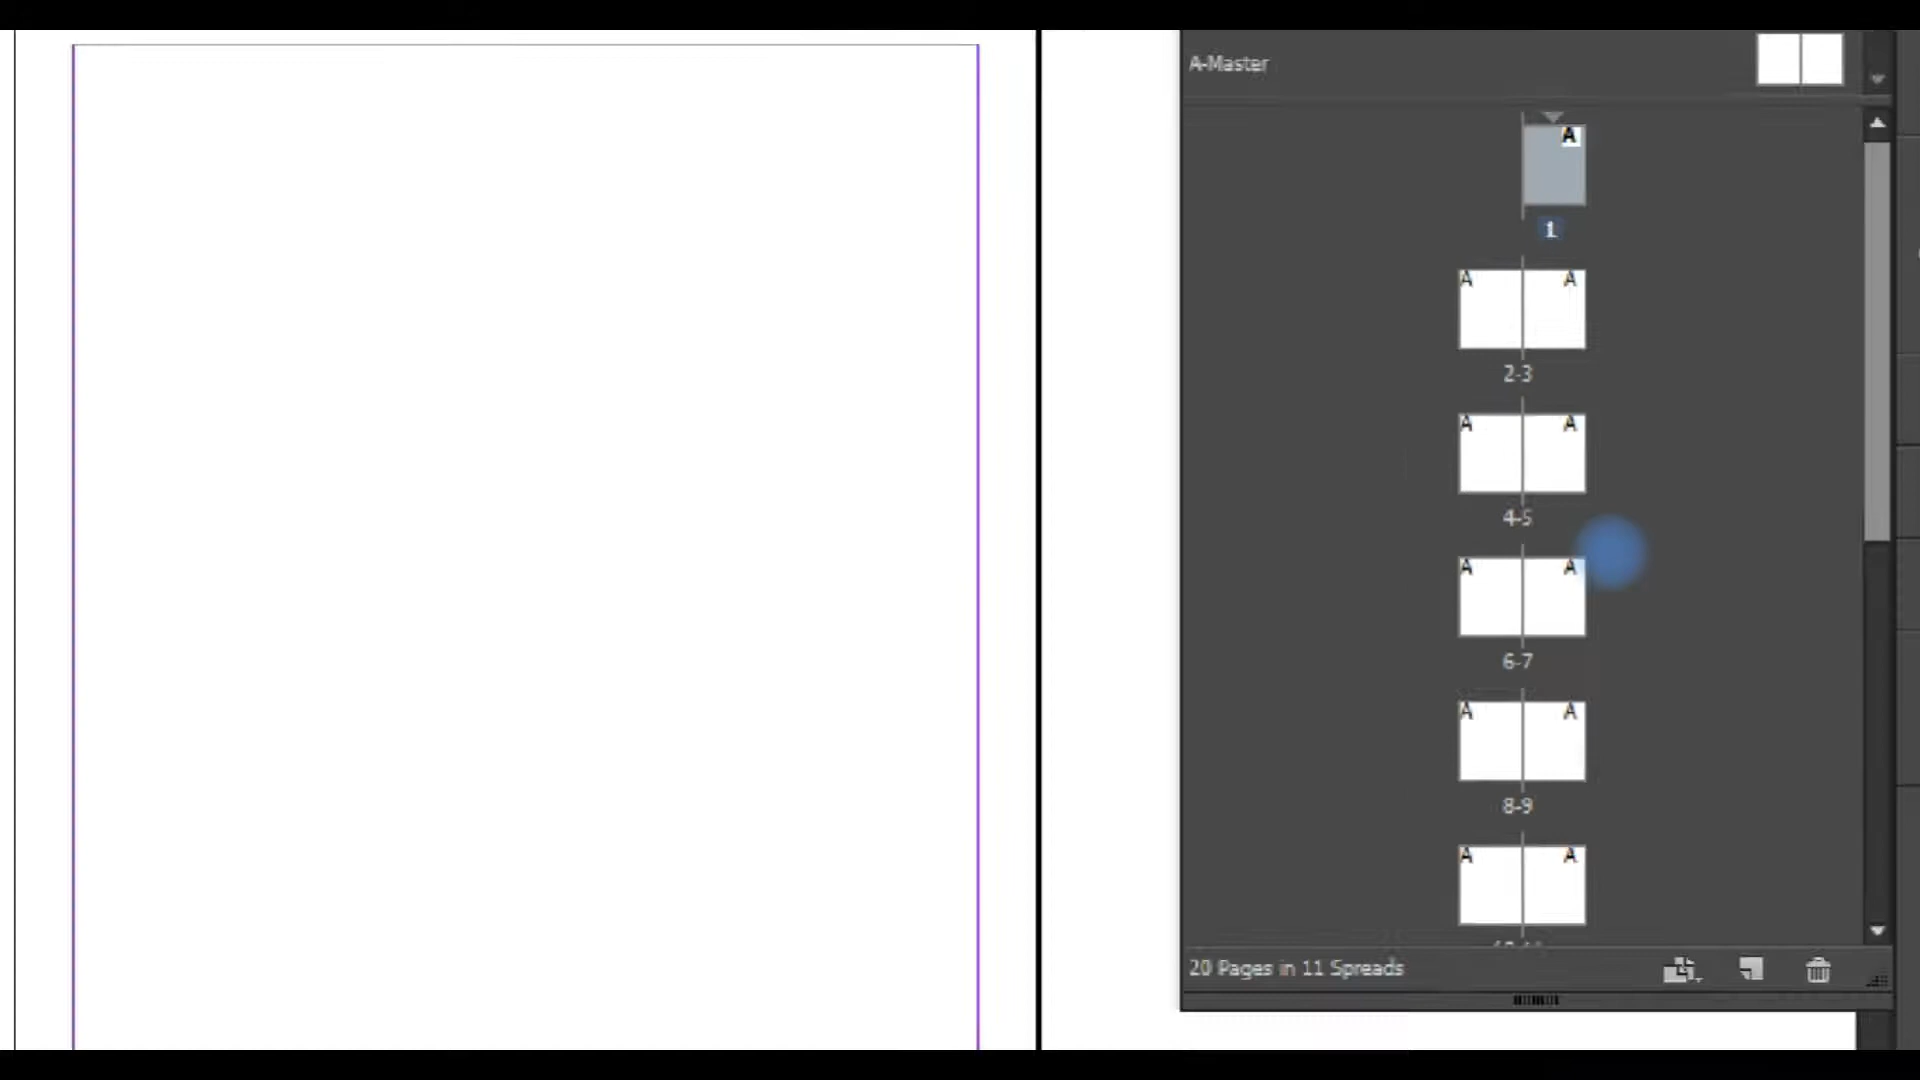 A-Master
A
1
A A
2-3
A A
4-5
A A
6-7
A A
8-9
A A
20 Pages in 11 Spreads